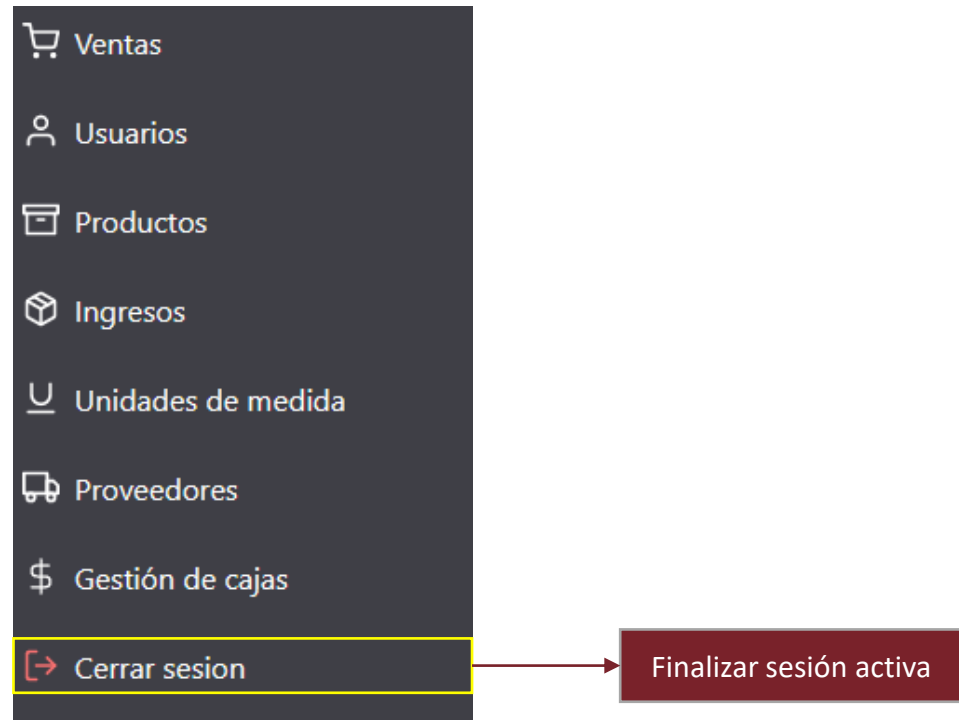 Ventas
Usuarios
Productos
Ingresos
Unidades de medida
Proveedores
$ Gestión de cajas
Cerrar sesion
Finalizar sesión activa